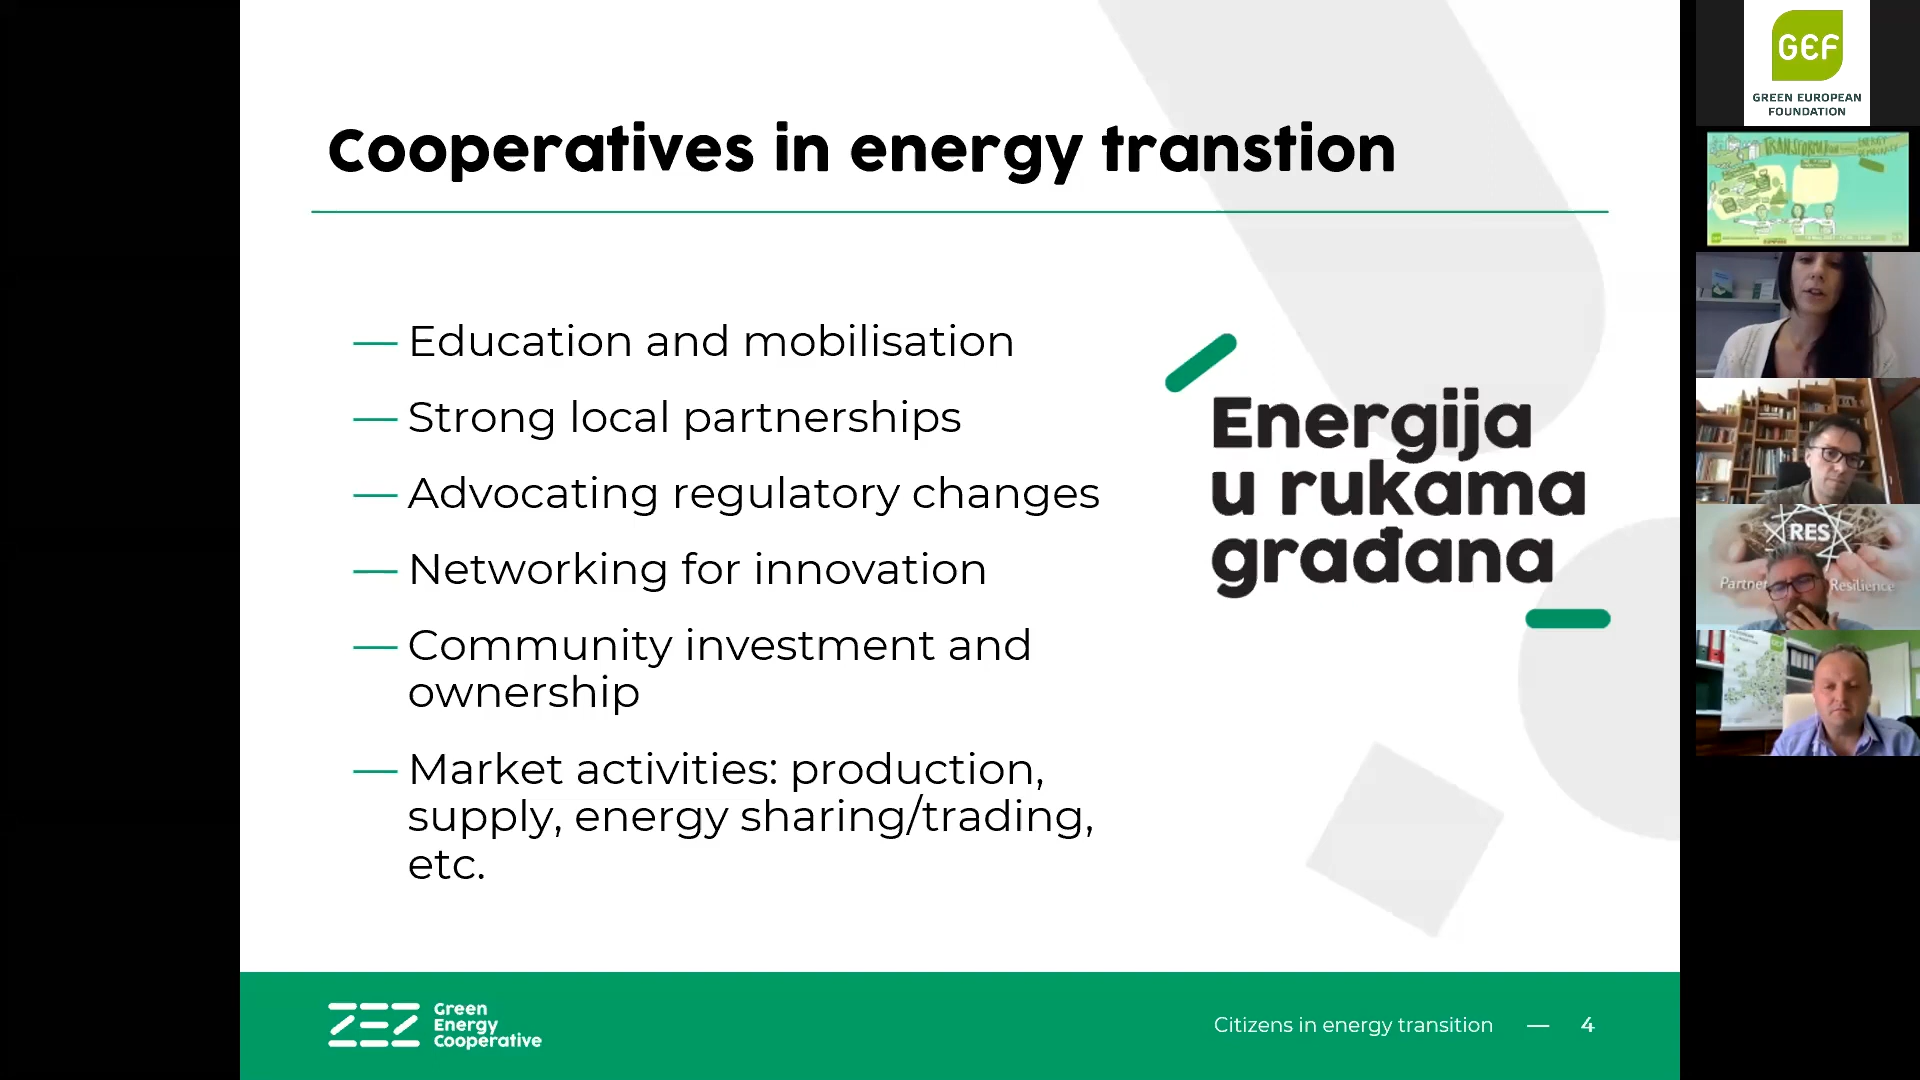 Cooperatives in energy transtion
— Education and mobilisation
— Strong local partnerships
— Advocating regulatory changes
— Networking for innovation
— Community investment and
ownership
— Market activities: production,
supply, energy sharing/trading,
etc.
Energija
u rukama
građana
ZEZ
Green
Energy
Cooperative
Citizens in energy transition — 4
GEF
GREEN EUROPEAN
FOUNDATION
RES
Resilience